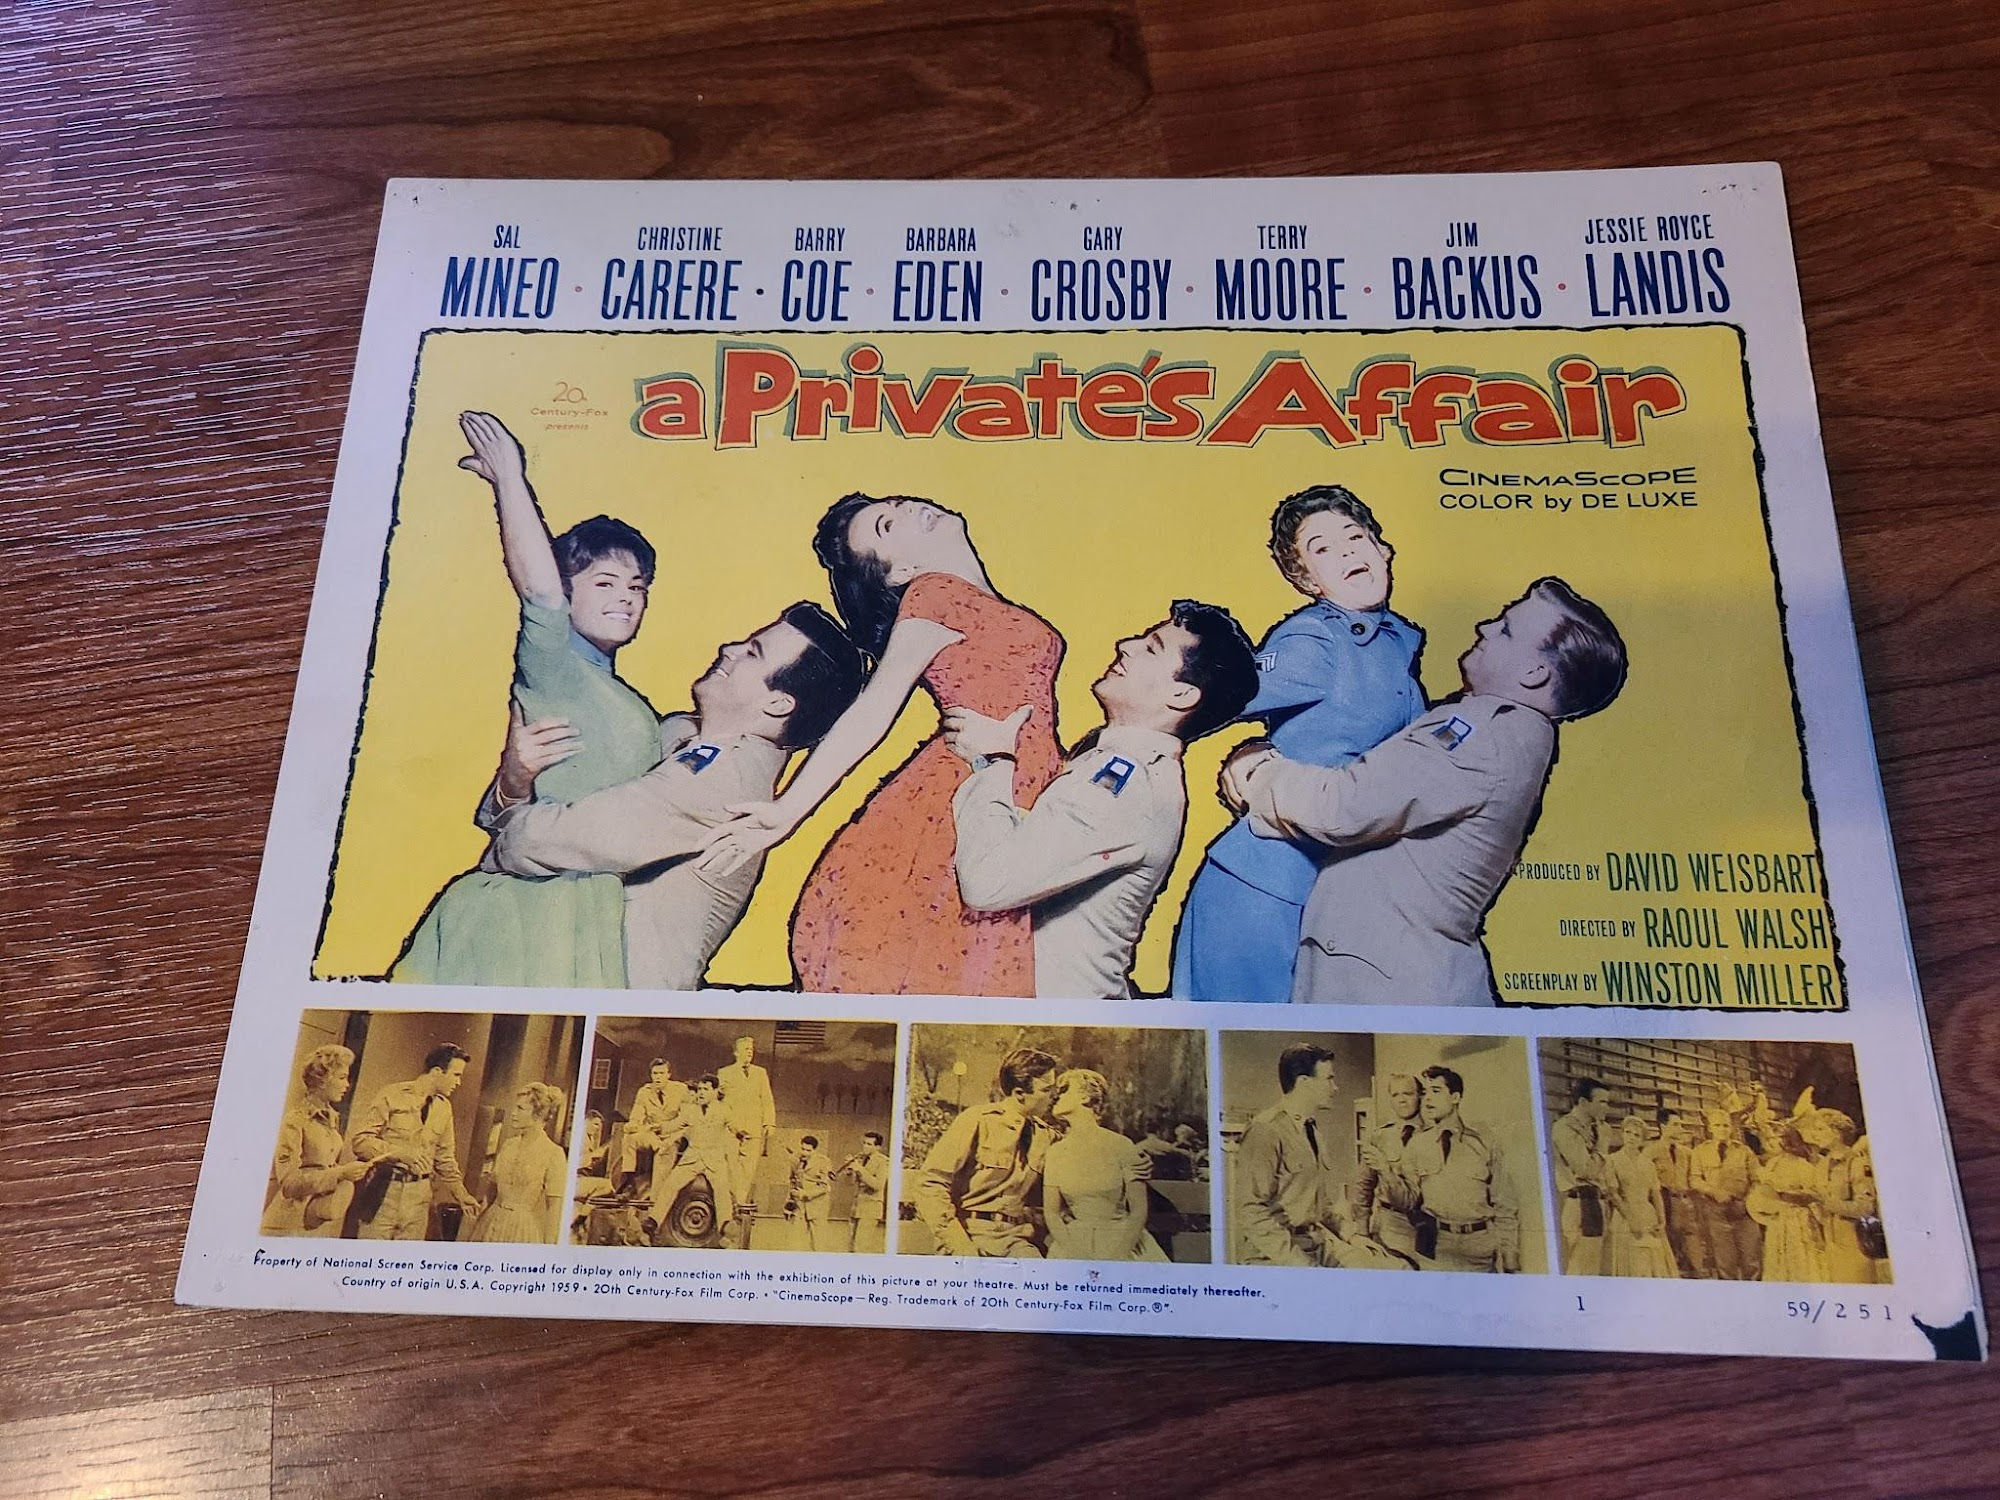 SAL CHRISTINE BARRY BARBARA GARY TERRY JIM JESSIE ROYCE
MINEO • CARERE • COE • EDEN • CROSBY • MOORE • BACKUS • LANDIS
20th
Century-Fox
presents
a Private's Affair
CINEMASCOPE
COLOR by DE LUXE
PRODUCED BY DAVID WEISBART
DIRECTED BY RAOUL WALSH
SCREENPLAY BY WINSTON MILLER
Property of National Screen Service Corp. Licensed for display only in connection with the exhibition of this picture at your theatre. Must be returned immediately thereafter.
Country of origin U.S.A. Copyright 1959 • 20th Century-Fox Film Corp. • "CinemaScope—Reg. Trademark of 20th Century-Fox Film Corp.®".
1
59/251